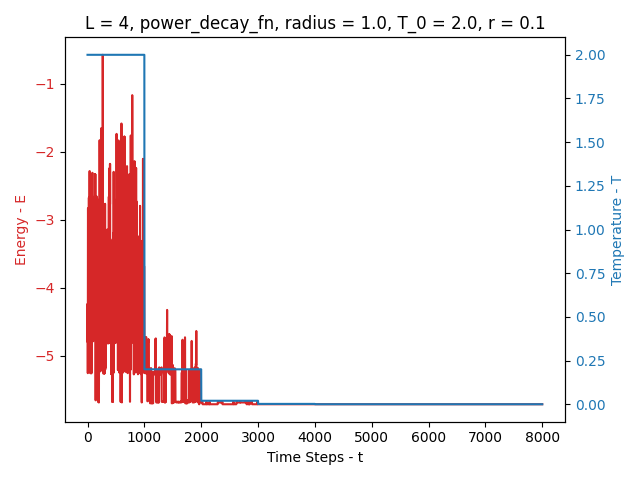 L = 4, power_decay_fn, radius = 1.0, T_0 = 2.0, r = 0.1
Energy - E
−1
−2
−3
−4
−5
2.00
1.75
1.50
1.25
1.00
0.75
0.50
0.25
0.00
Temperature - T
0 1000 2000 3000 4000 5000 6000 7000 8000
Time Steps - t